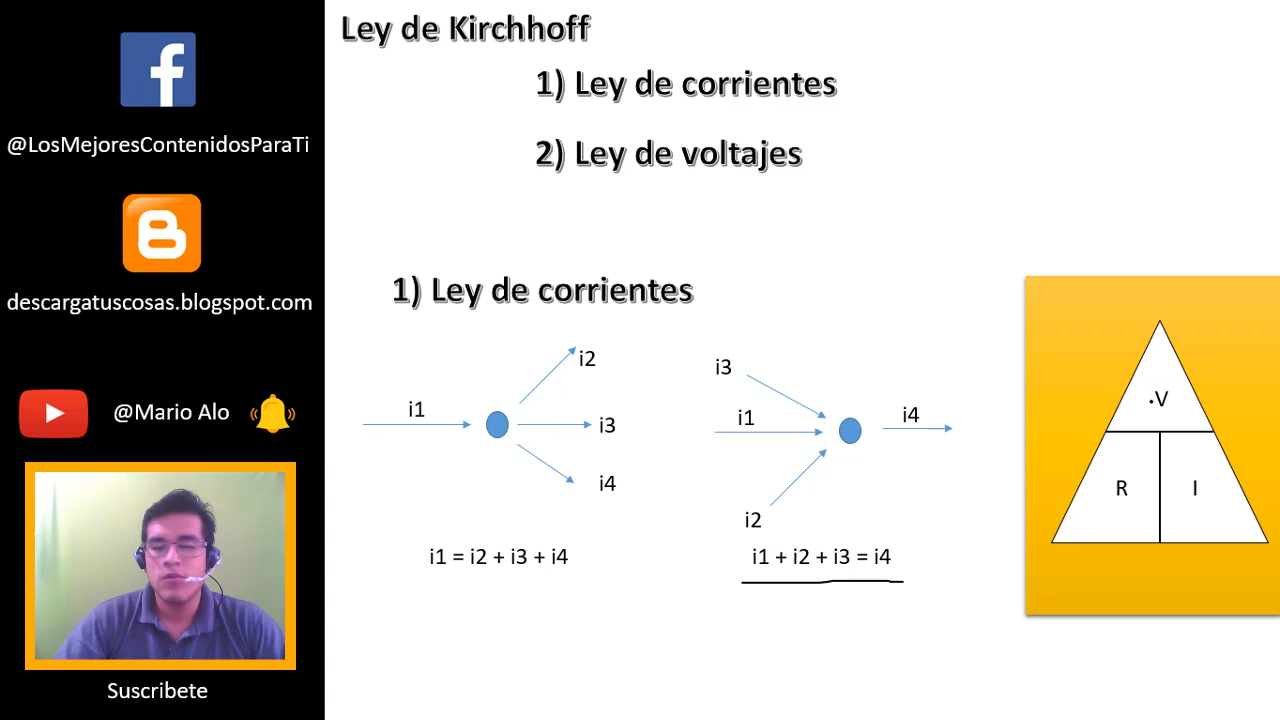 @LosMejoresContenidosParaTi
descargatuscosas.blogspot.com
@Mario Alo
Suscribete
Ley de Kirchhoff
1) Ley de corrientes
2) Ley de voltajes
1) Ley de corrientes
i1
i2
i3
i4
i1 = i2 + i3 + i4
i3
i1
i2
i4
i1 + i2 + i3 = i4
V
R
I